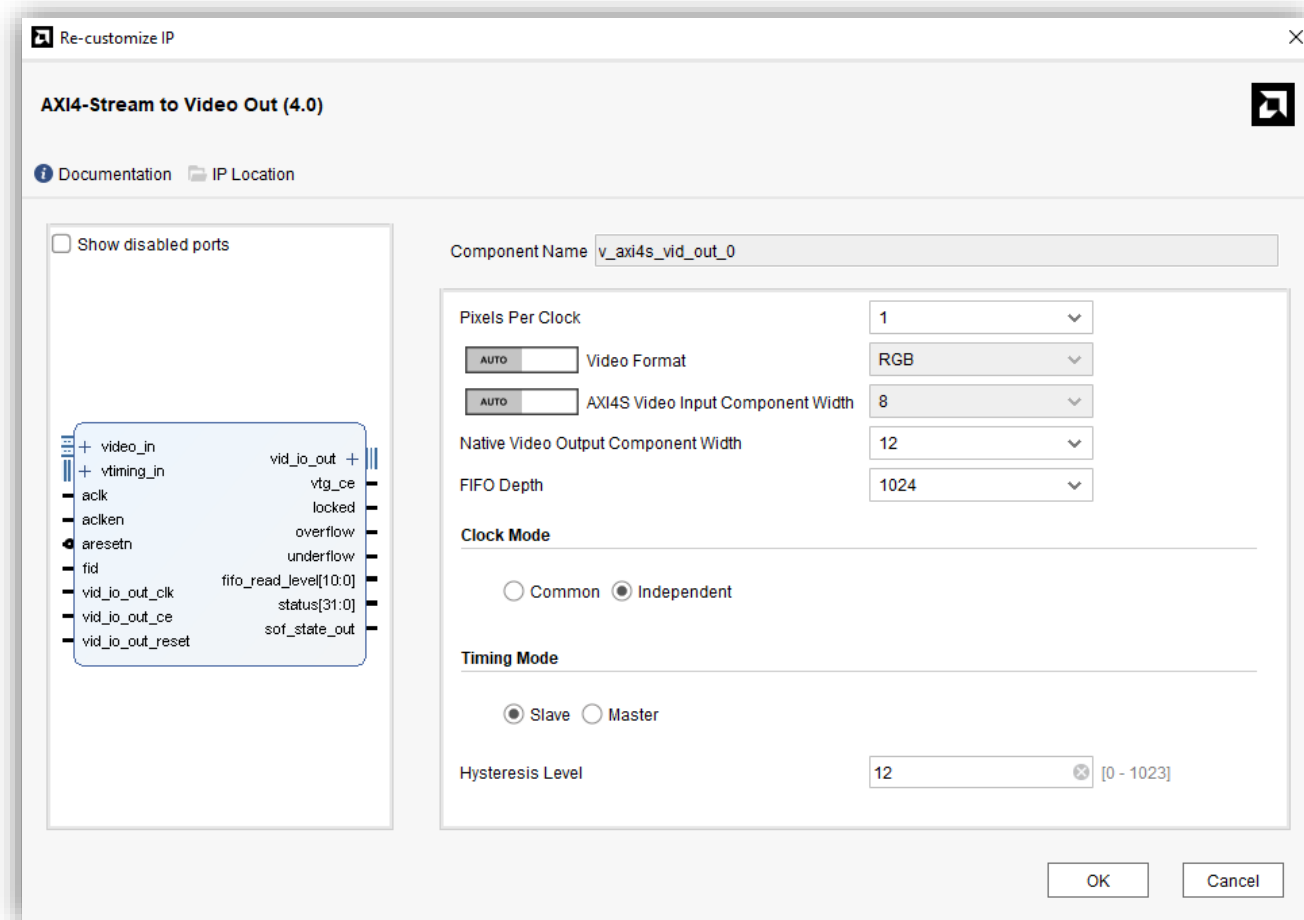 Re-customize IP
AXI4-Stream to Video Out (4.0)
Documentation IP Location
Show disabled ports
+ video_in
+ vtiming_in
aclk
aclken
aresetn
fid
vid_io_out_clk
vid_io_out_ce
vid_io_out_reset
vid_io_out +
vtg_ce
locked
overflow
underflow
fifo_read_level[10:0]
status[31:0]
sof_state_out
Component Name v_axi4s_vid_out_0
Pixels Per Clock 1
AUTO Video Format RGB
AUTO AXI4S Video Input Component Width 8
Native Video Output Component Width 12
FIFO Depth 1024
Clock Mode
Common Independent
Timing Mode
Slave Master
Hysteresis Level 12 [0 - 1023]
OK Cancel